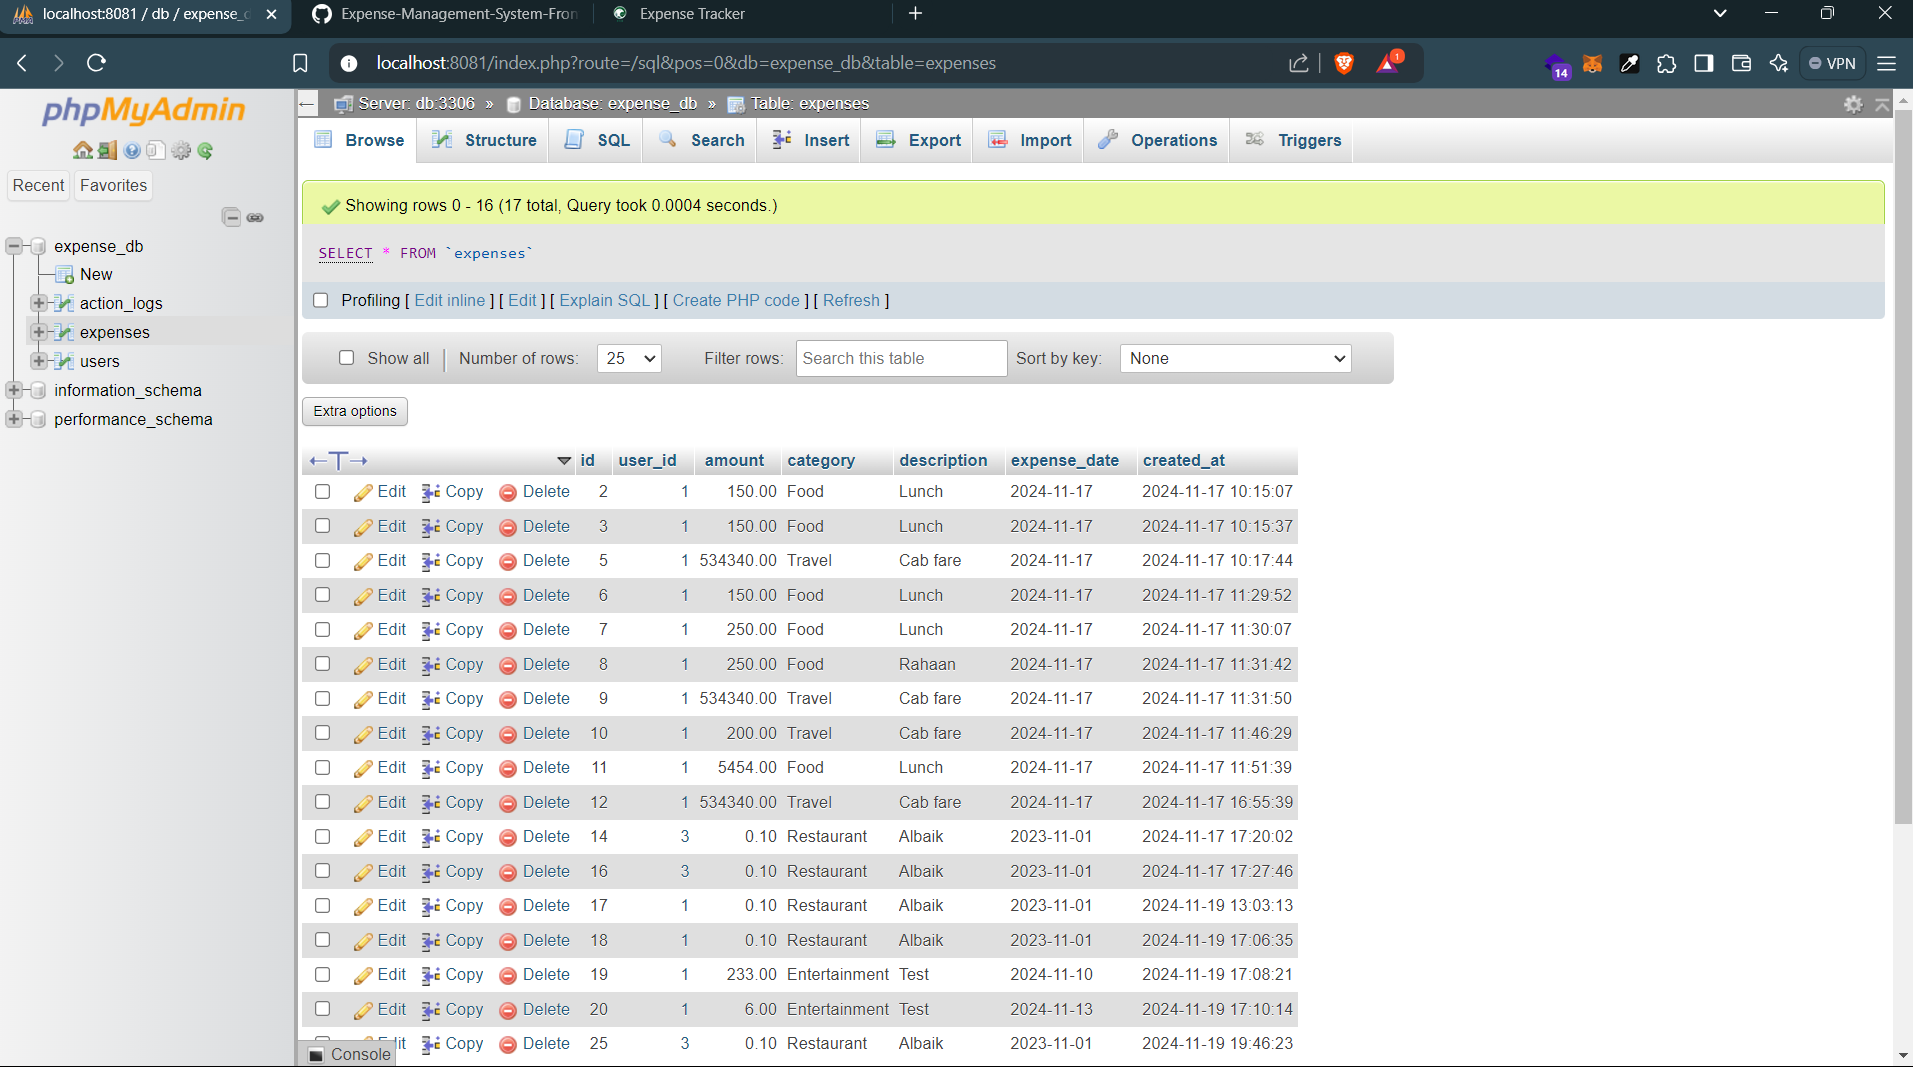 localhost:8081 / db / expense_
Expense-Management-System-Fron
Expense Tracker
localhost:8081/index.php?route=/sql&pos=0&db=expense_db&table=expenses
1
14
VPN
phpMyAdmin
Recent
Favorites
expense_db
New
action_logs
expenses
users
information_schema
performance_schema
Server: db:3306 » Database: expense_db » Table: expenses
Browse Structure SQL Search Insert Export Import Operations Triggers
Showing rows 0 - 16 (17 total, Query took 0.0004 seconds.)
SELECT * FROM `expenses`
Profiling [ Edit inline ] [ Edit ] [ Explain SQL ] [ Create PHP code ] [ Refresh ]
Show all Number of rows: 25 Filter rows: Search this table Sort by key: None
Extra options
id user_id amount category description expense_date created_at
Edit Copy Delete 2 1 150.00 Food Lunch 2024-11-17 2024-11-17 10:15:07
Edit Copy Delete 3 1 150.00 Food Lunch 2024-11-17 2024-11-17 10:15:37
Edit Copy Delete 5 1 534340.00 Travel Cab fare 2024-11-17 2024-11-17 10:17:44
Edit Copy Delete 6 1 150.00 Food Lunch 2024-11-17 2024-11-17 11:29:52
Edit Copy Delete 7 1 250.00 Food Lunch 2024-11-17 2024-11-17 11:30:07
Edit Copy Delete 8 1 250.00 Food Rahaan 2024-11-17 2024-11-17 11:31:42
Edit Copy Delete 9 1 534340.00 Travel Cab fare 2024-11-17 2024-11-17 11:31:50
Edit Copy Delete 10 1 200.00 Travel Cab fare 2024-11-17 2024-11-17 11:46:29
Edit Copy Delete 11 1 5454.00 Food Lunch 2024-11-17 2024-11-17 11:51:39
Edit Copy Delete 12 1 534340.00 Travel Cab fare 2024-11-17 2024-11-17 16:55:39
Edit Copy Delete 14 3 0.10 Restaurant Albaik 2023-11-01 2024-11-17 17:20:02
Edit Copy Delete 16 3 0.10 Restaurant Albaik 2023-11-01 2024-11-17 17:27:46
Edit Copy Delete 17 1 0.10 Restaurant Albaik 2023-11-01 2024-11-19 13:03:13
Edit Copy Delete 18 1 0.10 Restaurant Albaik 2023-11-01 2024-11-19 17:06:35
Edit Copy Delete 19 1 233.00 Entertainment Test 2024-11-10 2024-11-19 17:08:21
Edit Copy Delete 20 1 6.00 Entertainment Test 2024-11-13 2024-11-19 17:10:14
Copy Delete 25 3 0.10 Restaurant Albaik 2023-11-01 2024-11-19 19:46:23
Console